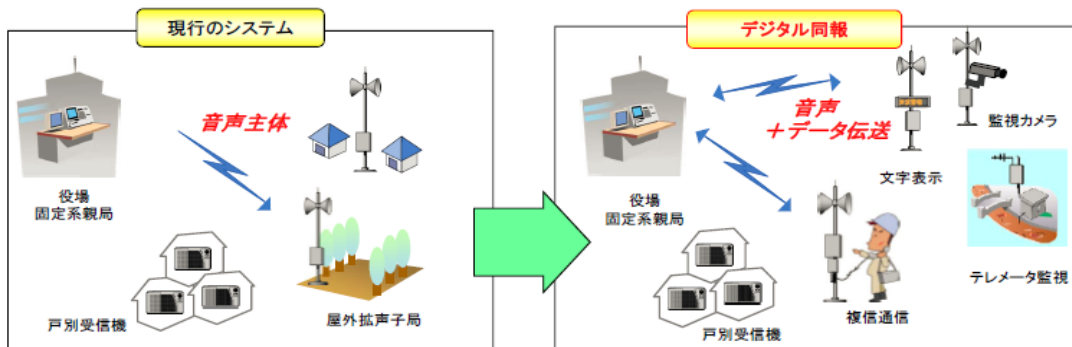 現行のシステム
音声主体
役場
固定系親局
戸別受信機
屋外拡声子局
デジタル同報
音声
＋データ伝送
監視カメラ
文字表示
役場
固定系親局
テレメータ監視
戸別受信機
複信通信